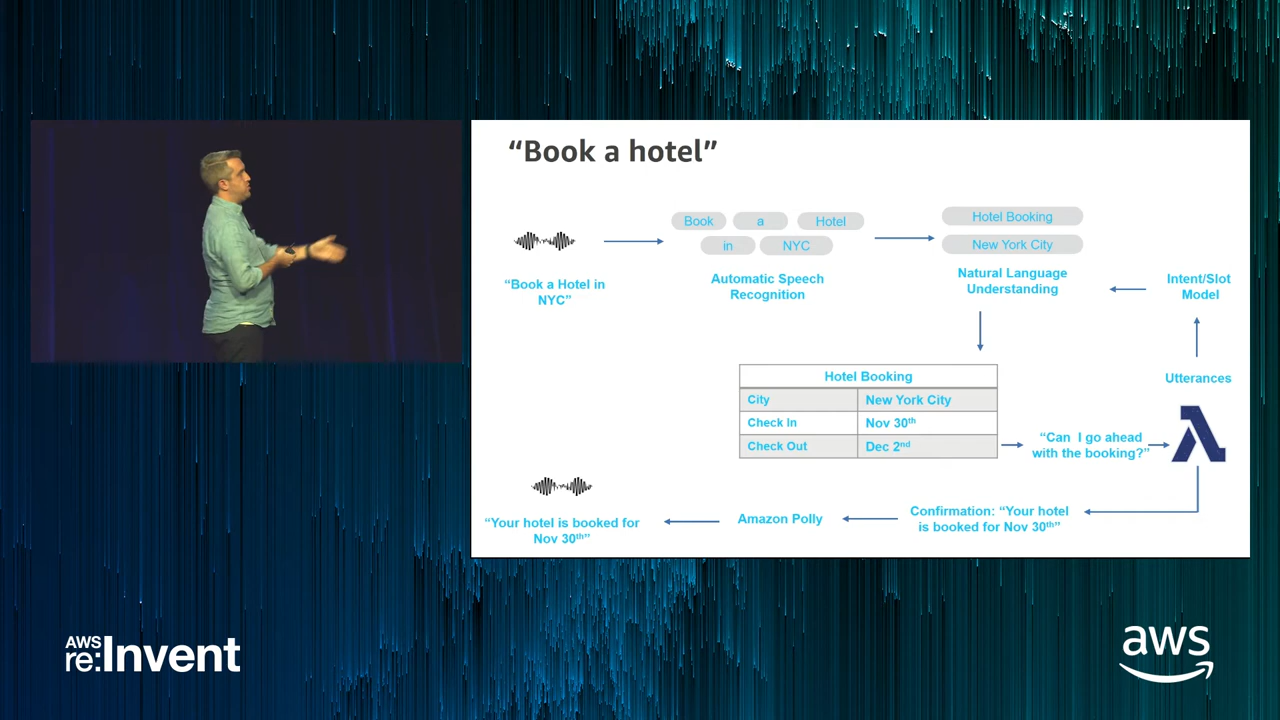 “Book a hotel”
Book a Hotel
in NYC
Hotel Booking
New York City
“Book a Hotel in
NYC”
Automatic Speech
Recognition
Natural Language
Understanding
Intent/Slot
Model
Utterances
Hotel Booking
City New York City
Check In Nov 30th
Check Out Dec 2nd
“Can I go ahead
with the booking?”
Confirmation: “Your hotel
is booked for Nov 30th”
Amazon Polly
“Your hotel is booked for
Nov 30th”
AWS
re:Invent
aws